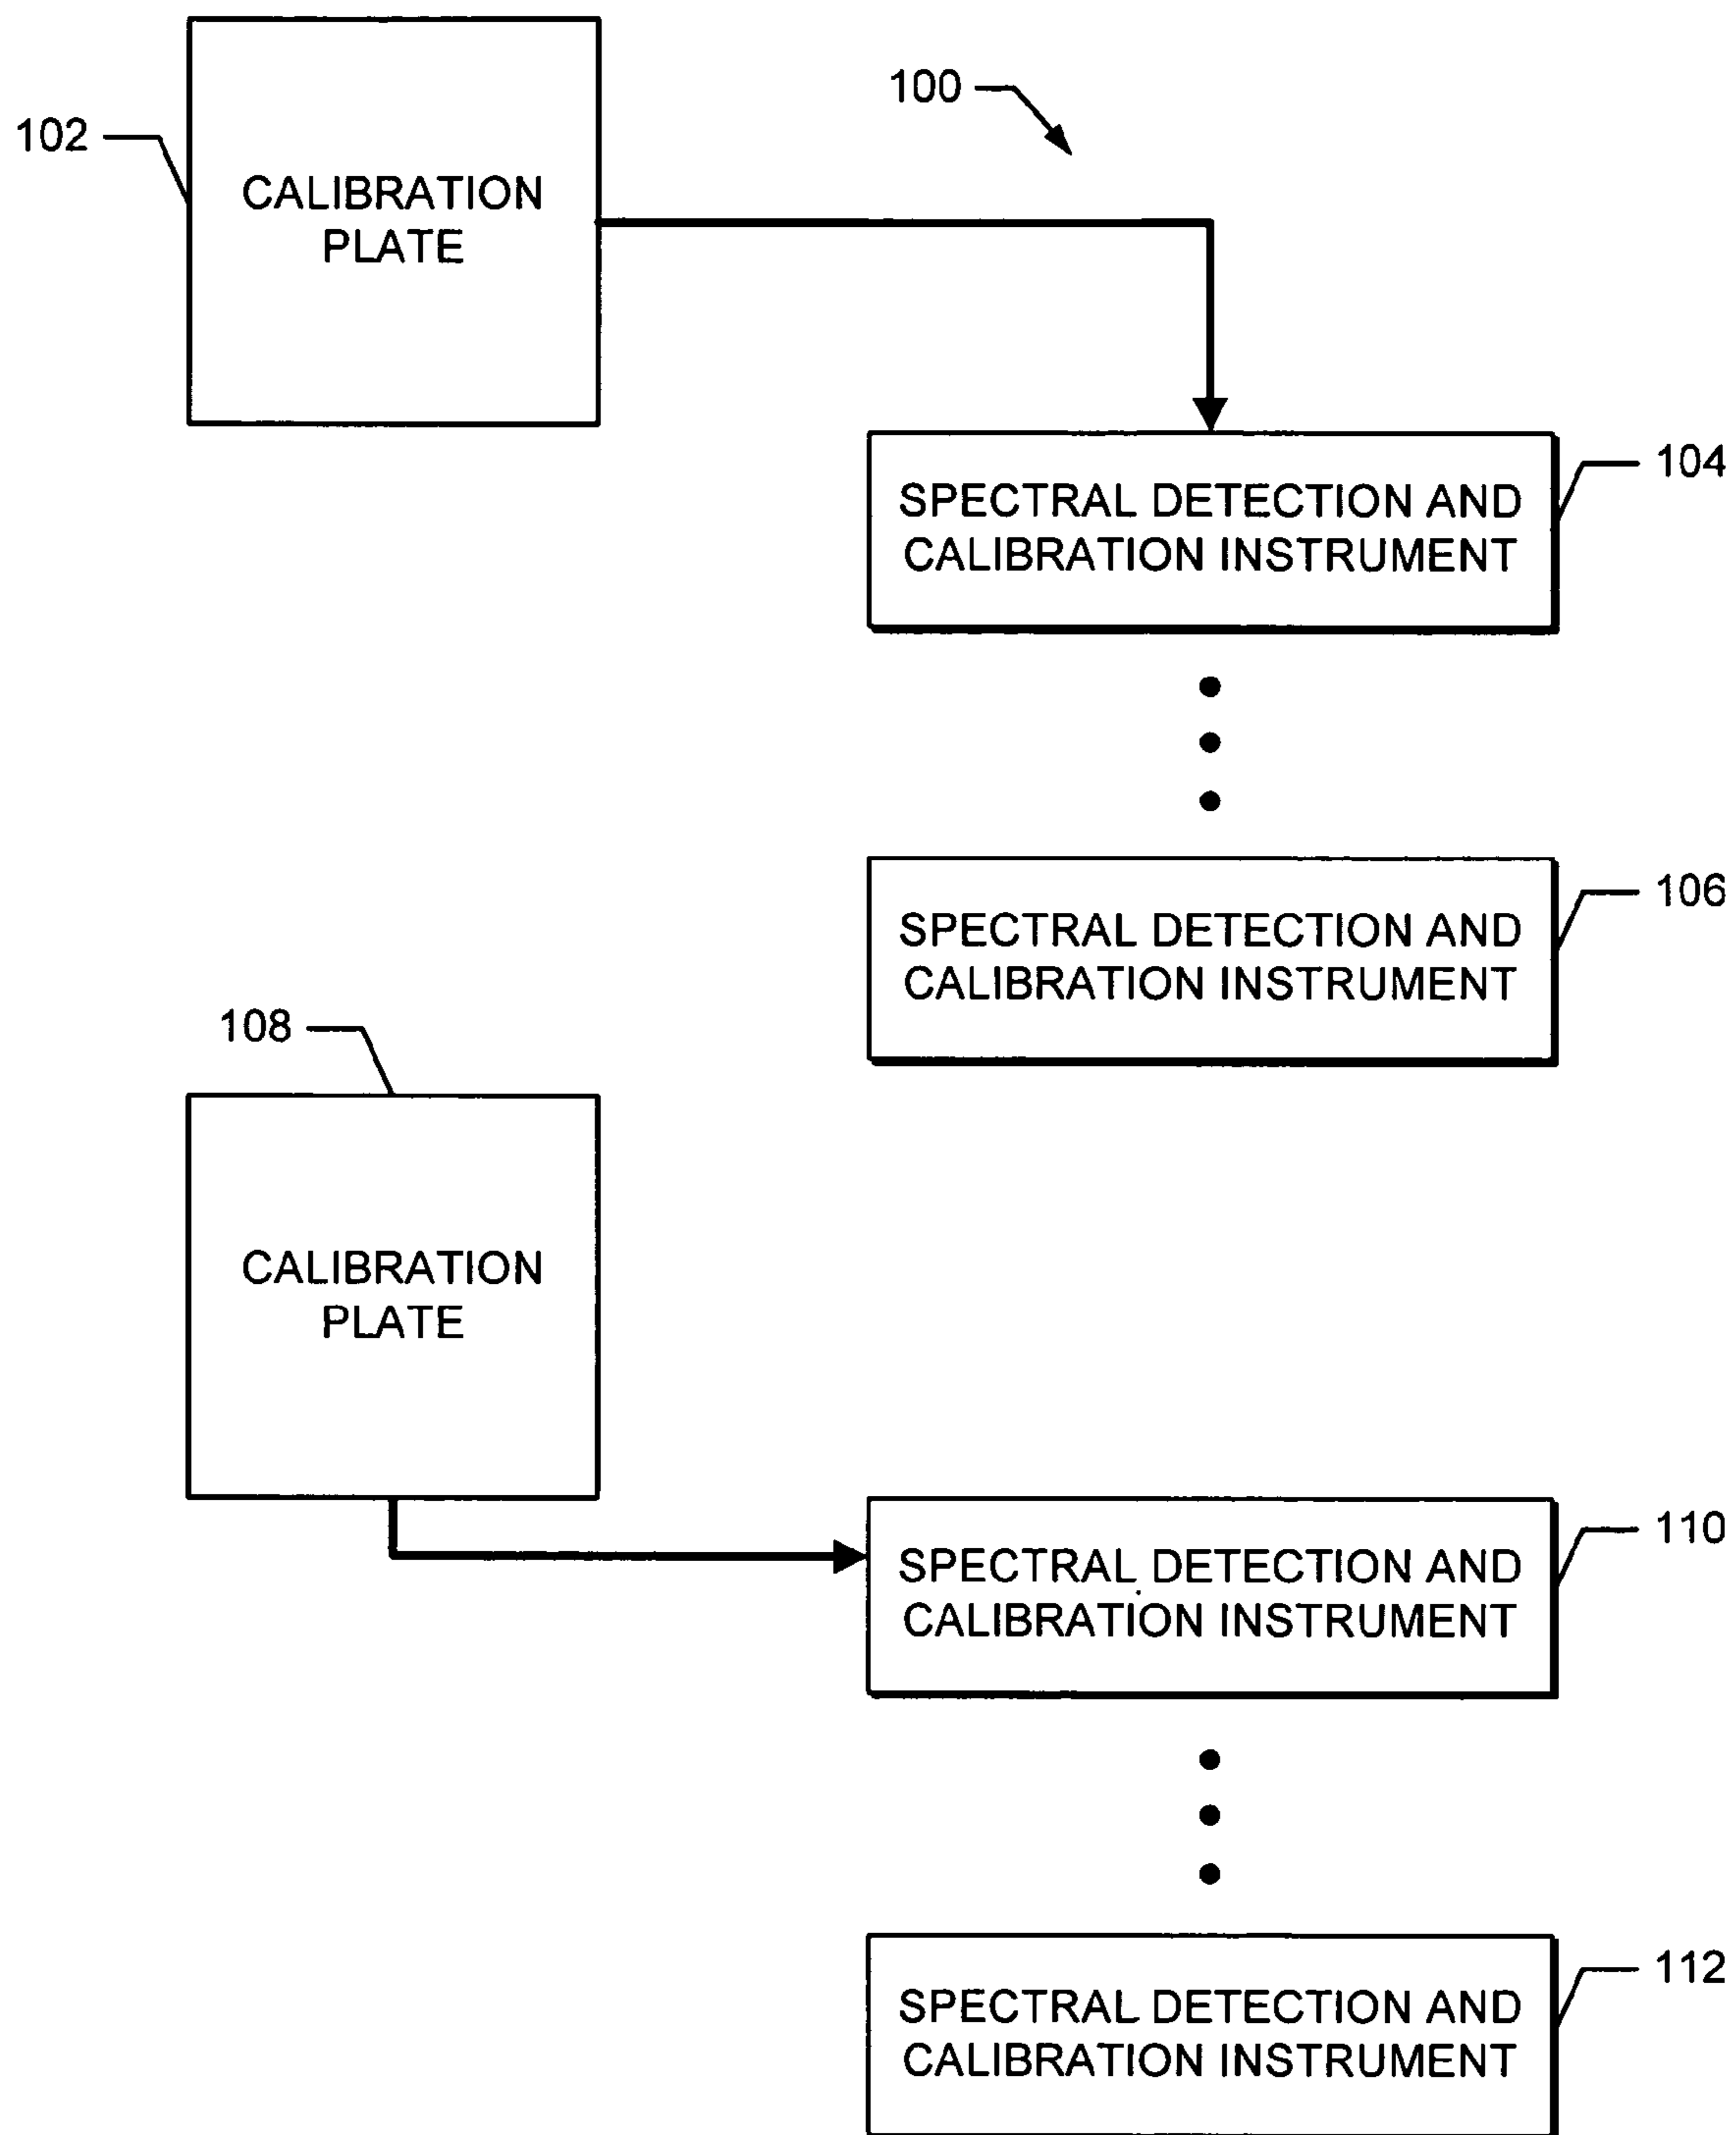 100
102
CALIBRATION
PLATE
104
SPECTRAL DETECTION AND
CALIBRATION INSTRUMENT
106
SPECTRAL DETECTION AND
CALIBRATION INSTRUMENT
108
CALIBRATION
PLATE
110
SPECTRAL DETECTION AND
CALIBRATION INSTRUMENT
112
SPECTRAL DETECTION AND
CALIBRATION INSTRUMENT